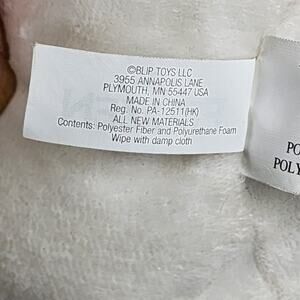 ©BLIP TOYS LLC
3955 ANNAPOLIS LANE
PLYMOUTH, MN 55447 USA
MADE IN CHINA
Reg. No. PA-12511(HK)
ALL NEW MATERIALS
Contents: Polyester Fiber and Polyurethane Foam
Wipe with damp cloth
PO
POLY